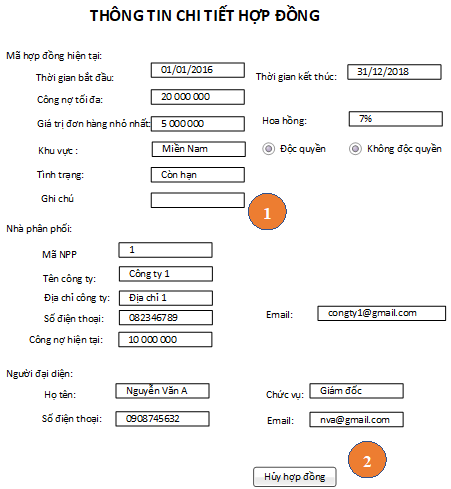 THÔNG TIN CHI TIẾT HỢP ĐỒNG
Mã hợp đồng hiện tại:
Thời gian bắt đầu: 01/01/2016 Thời gian kết thúc: 31/12/2018
Công nợ tối đa: 20 000 000
Giá trị đơn hàng nhỏ nhất: 5 000 000 Hoa hồng: 7%
Khu vực : Miền Nam Độc quyền Không độc quyền
Tình trạng: Còn hạn
Ghi chú
1
Nhà phân phối:
Mã NPP 1
Tên công ty: Công ty 1
Địa chỉ công ty: Địa chỉ 1
Số điện thoại: 082346789 Email: congty1@gmail.com
Công nợ hiện tại: 10 000 000
Người đại diện:
Họ tên: Nguyễn Văn A Chức vụ: Giám đốc
Số điện thoại: 0908745632 Email: nva@gmail.com
2
Hủy hợp đồng